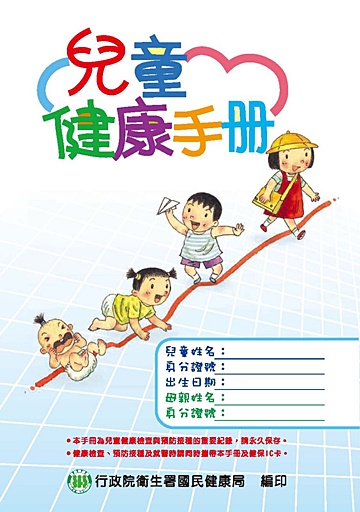 兒童
健康手冊
兒童姓名：
身分證號：
出生日期：
母親姓名：
身分證號：
•本手冊為兒童健康檢查與預防接種的重要紀錄，請永久保存。
•健康檢查、預防接種及就醫時請同時攜帶本手冊及健保IC卡。
行政院衛生署國民健康局 編印